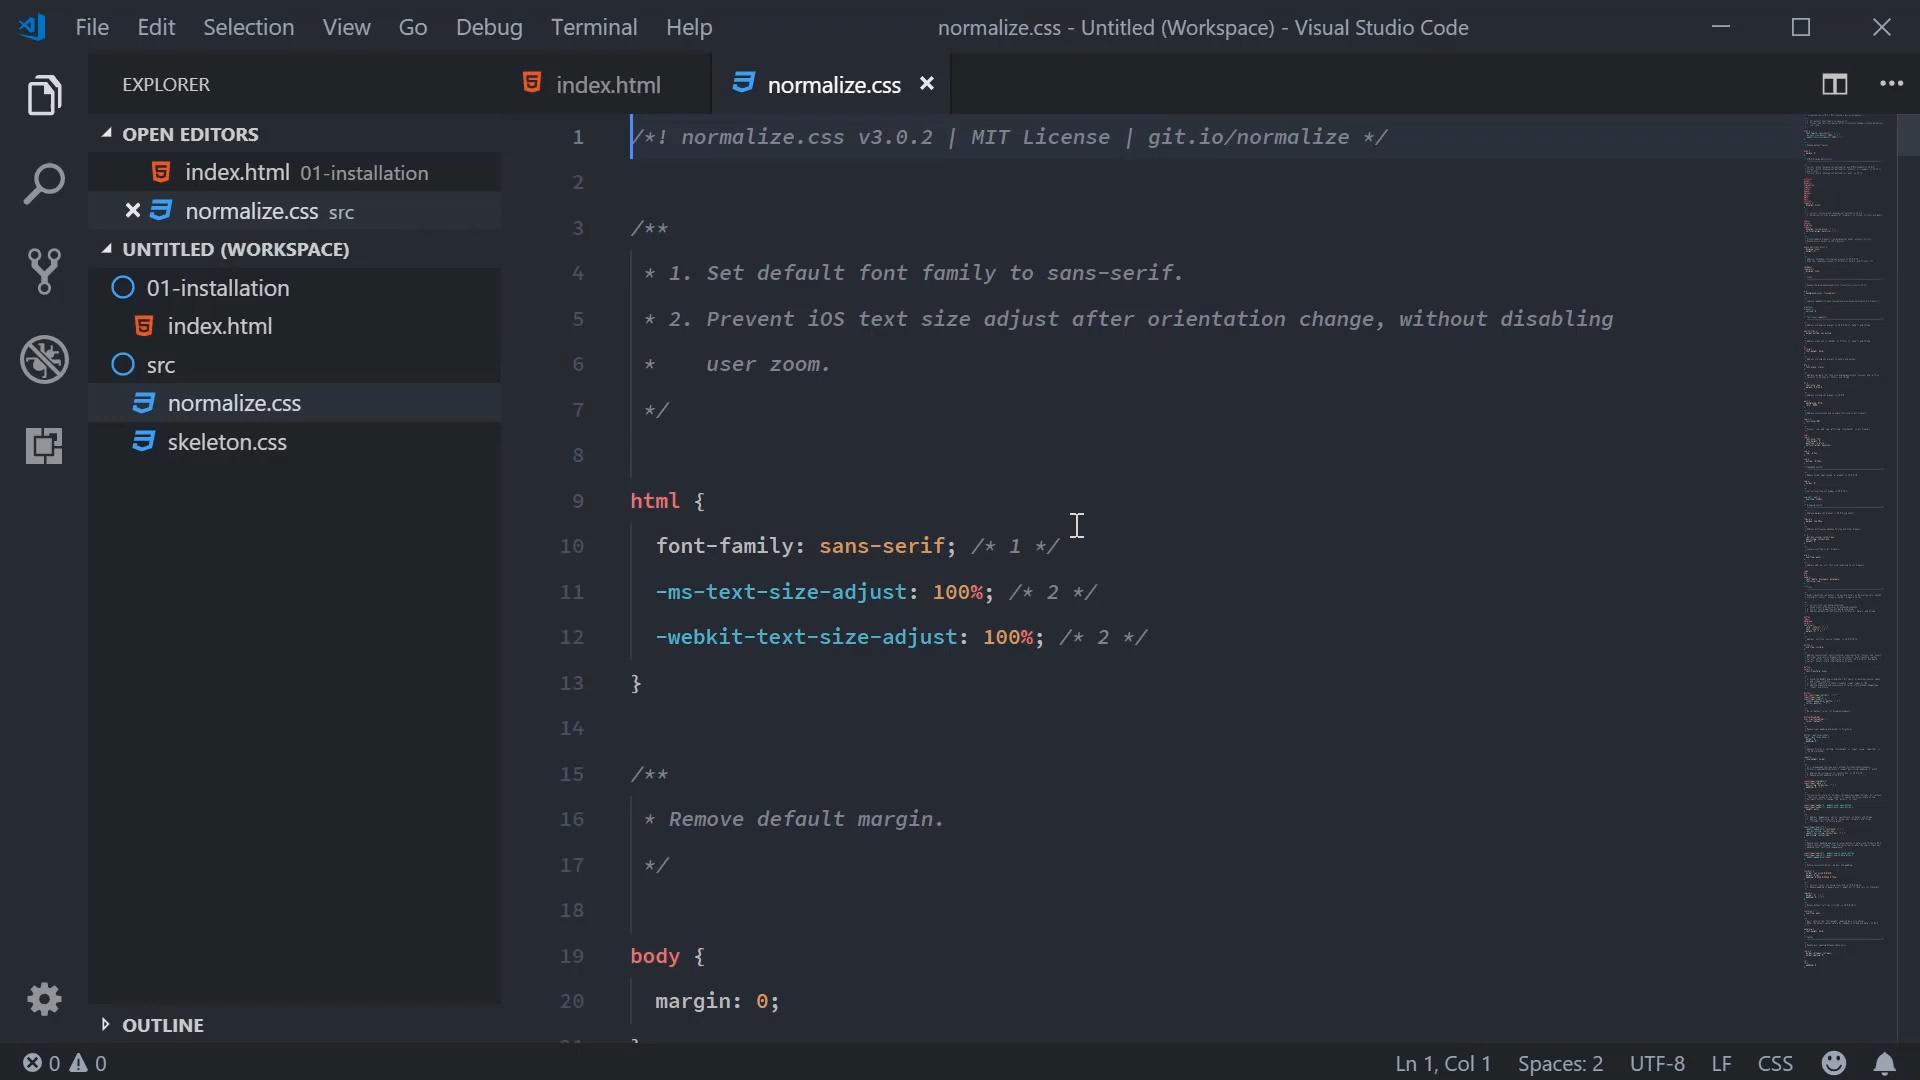 File Edit Selection View Go Debug Terminal Help
normalize.css - Untitled (Workspace) - Visual Studio Code
EXPLORER
OPEN EDITORS
index.html 01-installation
normalize.css src
UNTITLED (WORKSPACE)
01-installation
index.html
src
normalize.css
skeleton.css
OUTLINE
index.html
normalize.css
1 /*! normalize.css v3.0.2 | MIT License | git.io/normalize */
2
3 /**
4 * 1. Set default font family to sans-serif.
5 * 2. Prevent iOS text size adjust after orientation change, without disabling
6 * user zoom.
7 */
8
9 html {
10 font-family: sans-serif; /* 1 */
11 -ms-text-size-adjust: 100%; /* 2 */
12 -webkit-text-size-adjust: 100%; /* 2 */
13 }
14
15 /**
16 * Remove default margin.
17 */
18
19 body {
20 margin: 0;
0 0
Ln 1, Col 1 Spaces: 2 UTF-8 LF CSS